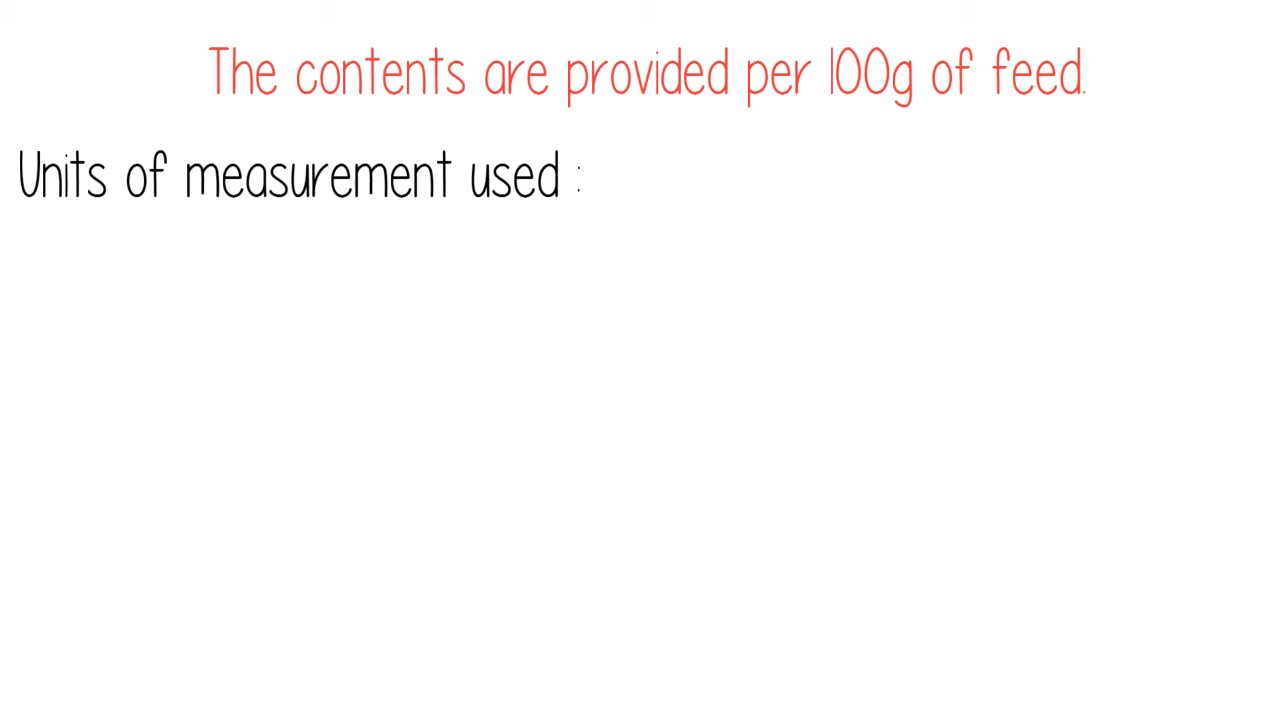 The contents are provided per 100g of feed.
Units of measurement used :